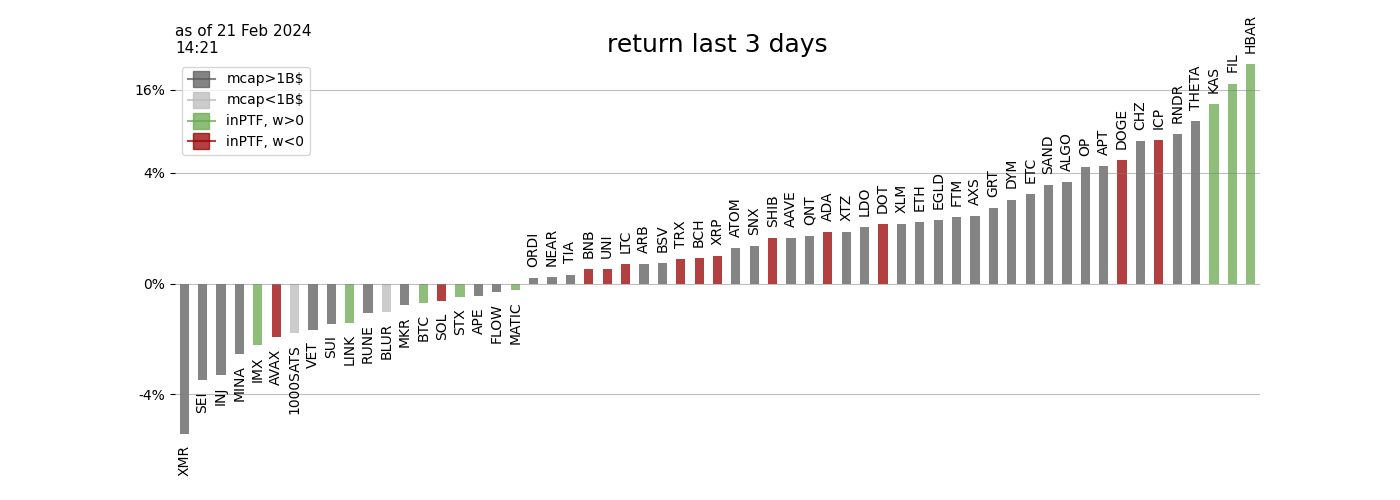 as of 21 Feb 2024
14:21
return last 3 days
mcap>1B$
mcap<1B$
inPTF, w>0
inPTF, w<0
16%
4%
0%
-4%
XMR
SEI
INJ
MINA
IMX
AVAX
1000SATS
VET
SUI
LINK
RUNE
BLUR
MKR
BTC
SOL
STX
APE
FLOW
MATIC
ORDI
NEAR
TIA
BNB
UNI
LTC
ARB
BSV
TRX
BCH
XRP
ATOM
SNX
SHIB
AAVE
QNT
ADA
XTZ
LDO
DOT
XLM
ETH
EGLD
FTM
AXS
GRT
DYM
ETC
SAND
ALGO
OP
APT
DOGE
CHZ
ICP
RNDR
THETA
KAS
FIL
HBAR